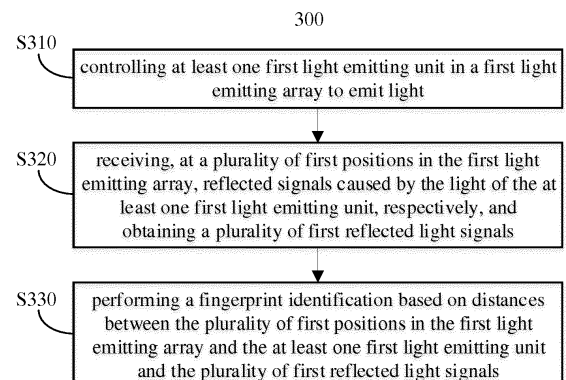 300
S310
controlling at least one first light emitting unit in a first light
emitting array to emit light
S320
receiving, at a plurality of first positions in the first light
emitting array, reflected signals caused by the light of the at
least one first light emitting unit, respectively, and
obtaining a plurality of first reflected light signals
S330
performing a fingerprint identification based on distances
between the plurality of first positions in the first light
emitting array and the at least one first light emitting unit
and the plurality of first reflected light signals